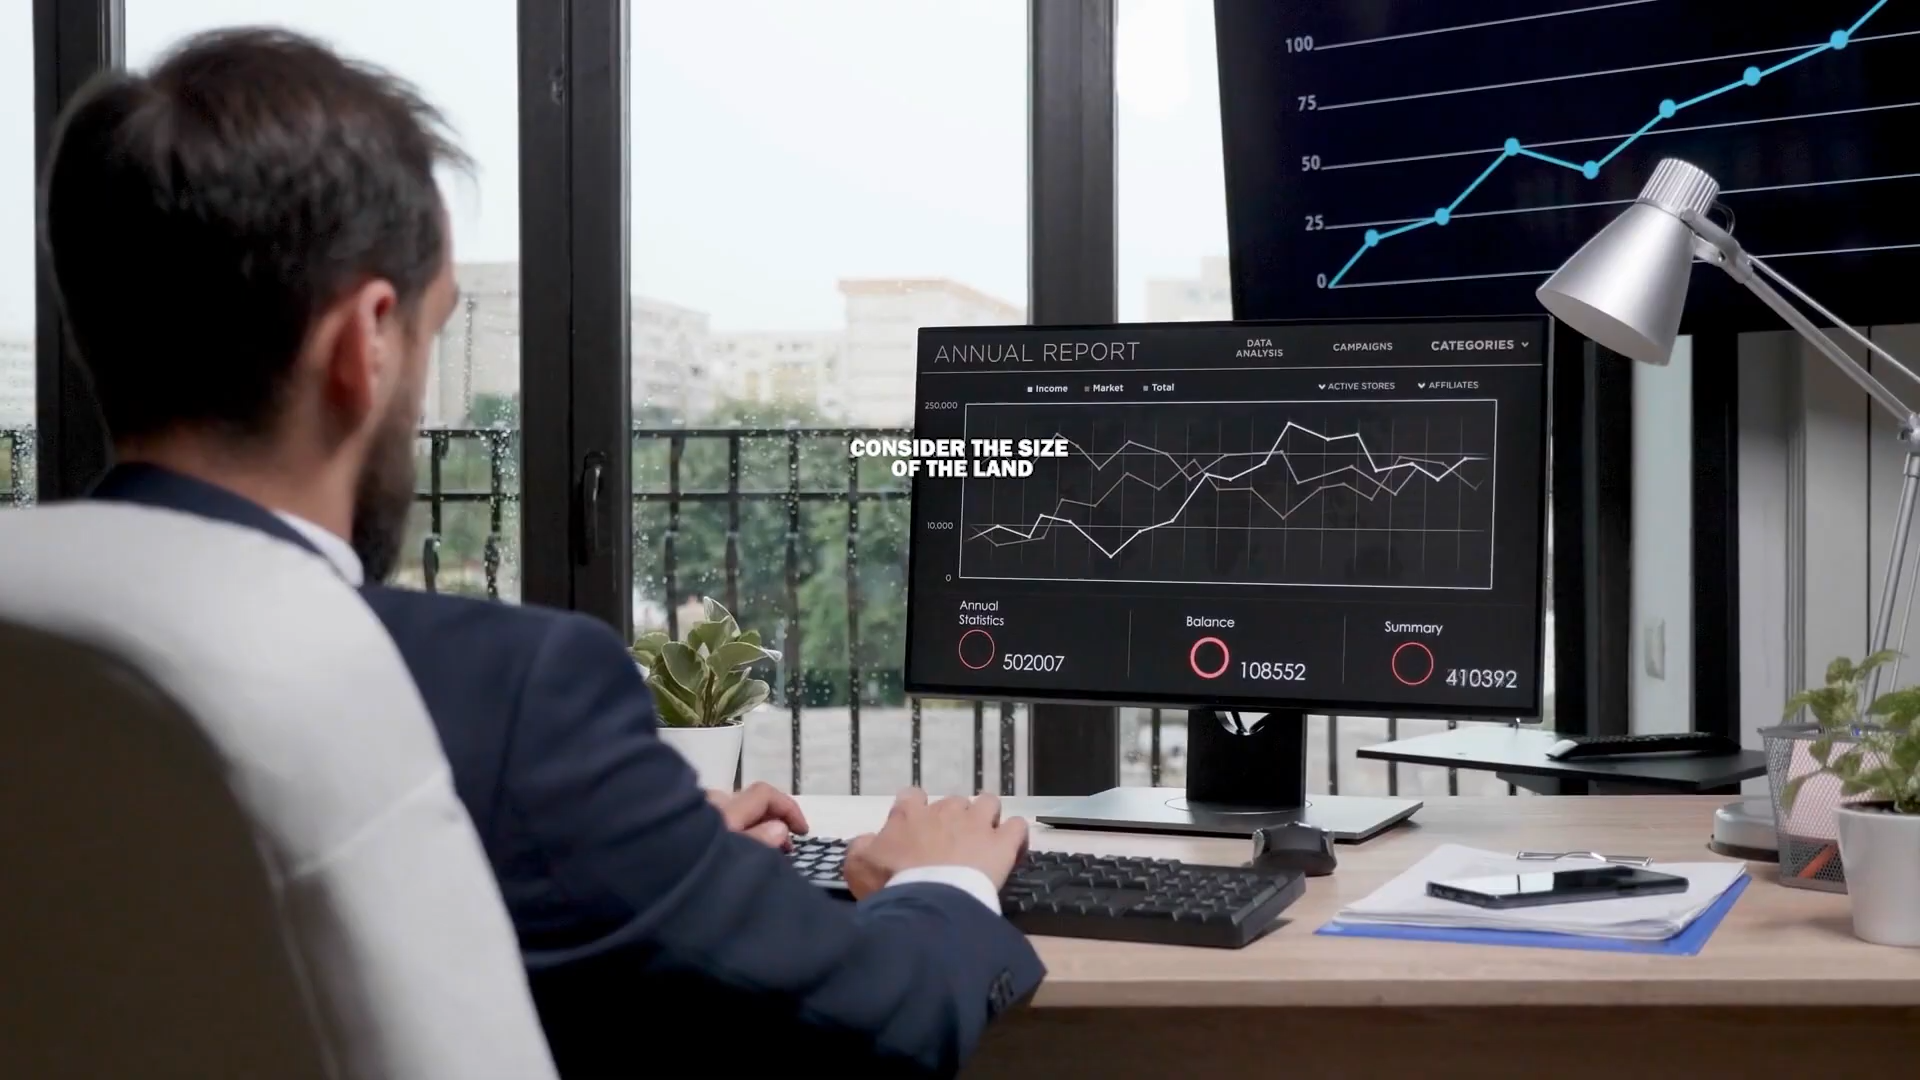 100
75
50
25
0
ANNUAL REPORT
DATA
ANALYSIS
CAMPAIGNS
CATEGORIES
Income
Market
Total
ACTIVE STORES
AFFILIATES
250,000
CONSIDER THE SIZE
OF THE LAND
10,000
0
Annual
Statistics
502007
Balance
108552
Summary
410392